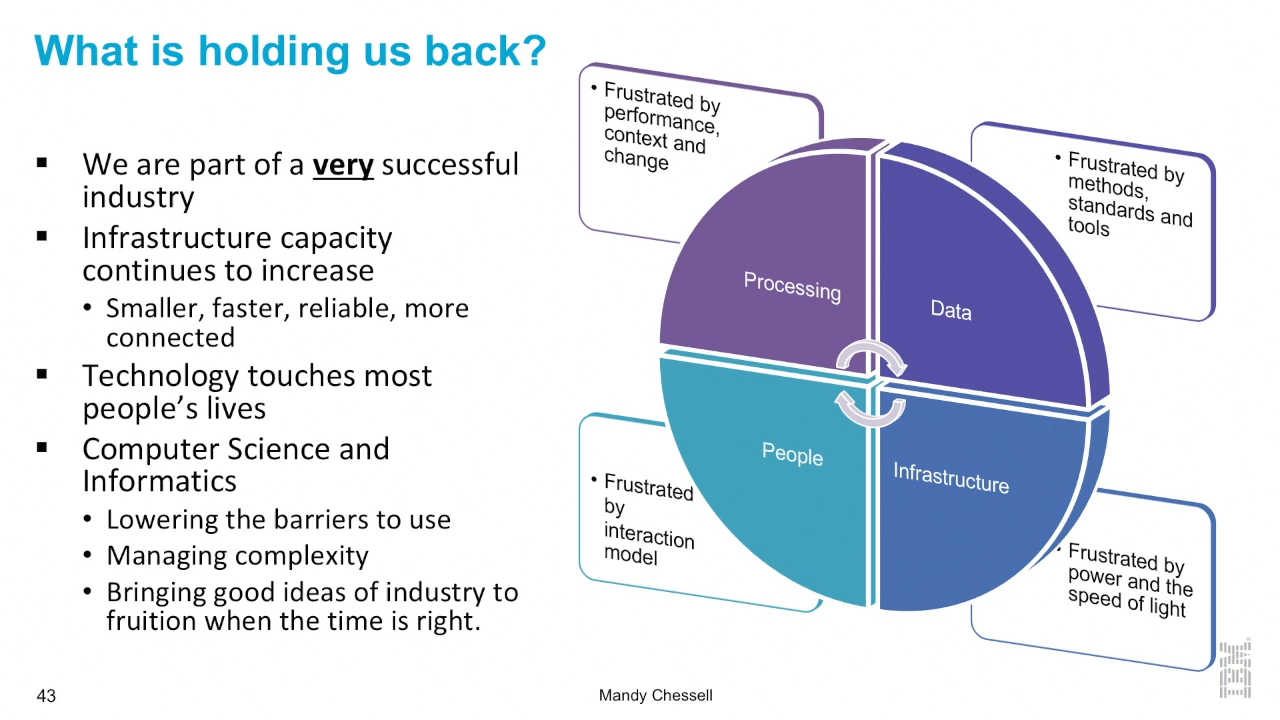 What is holding us back?
▪ We are part of a very successful
industry
▪ Infrastructure capacity
continues to increase
• Smaller, faster, reliable, more
connected
▪ Technology touches most
people’s lives
▪ Computer Science and
Informatics
• Lowering the barriers to use
• Managing complexity
• Bringing good ideas of industry to
fruition when the time is right.
• Frustrated by
performance,
context and
change
• Frustrated by
methods,
standards and
tools
Processing
Data
People
Infrastructure
• Frustrated
by
interaction
model
• Frustrated by
power and the
speed of light
43
Mandy Chessell
IBM